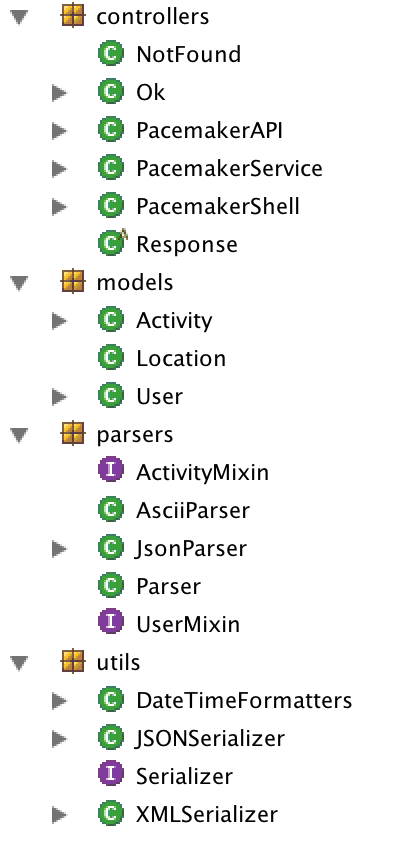 controllers
C NotFound
C Ok
C PacemakerAPI
C PacemakerService
C PacemakerShell
C A Response
models
C Activity
C Location
C User
parsers
I ActivityMixin
C AsciiParser
C JsonParser
C Parser
I UserMixin
utils
C DateTimeFormatters
C JSONSerializer
I Serializer
C XMLSerializer